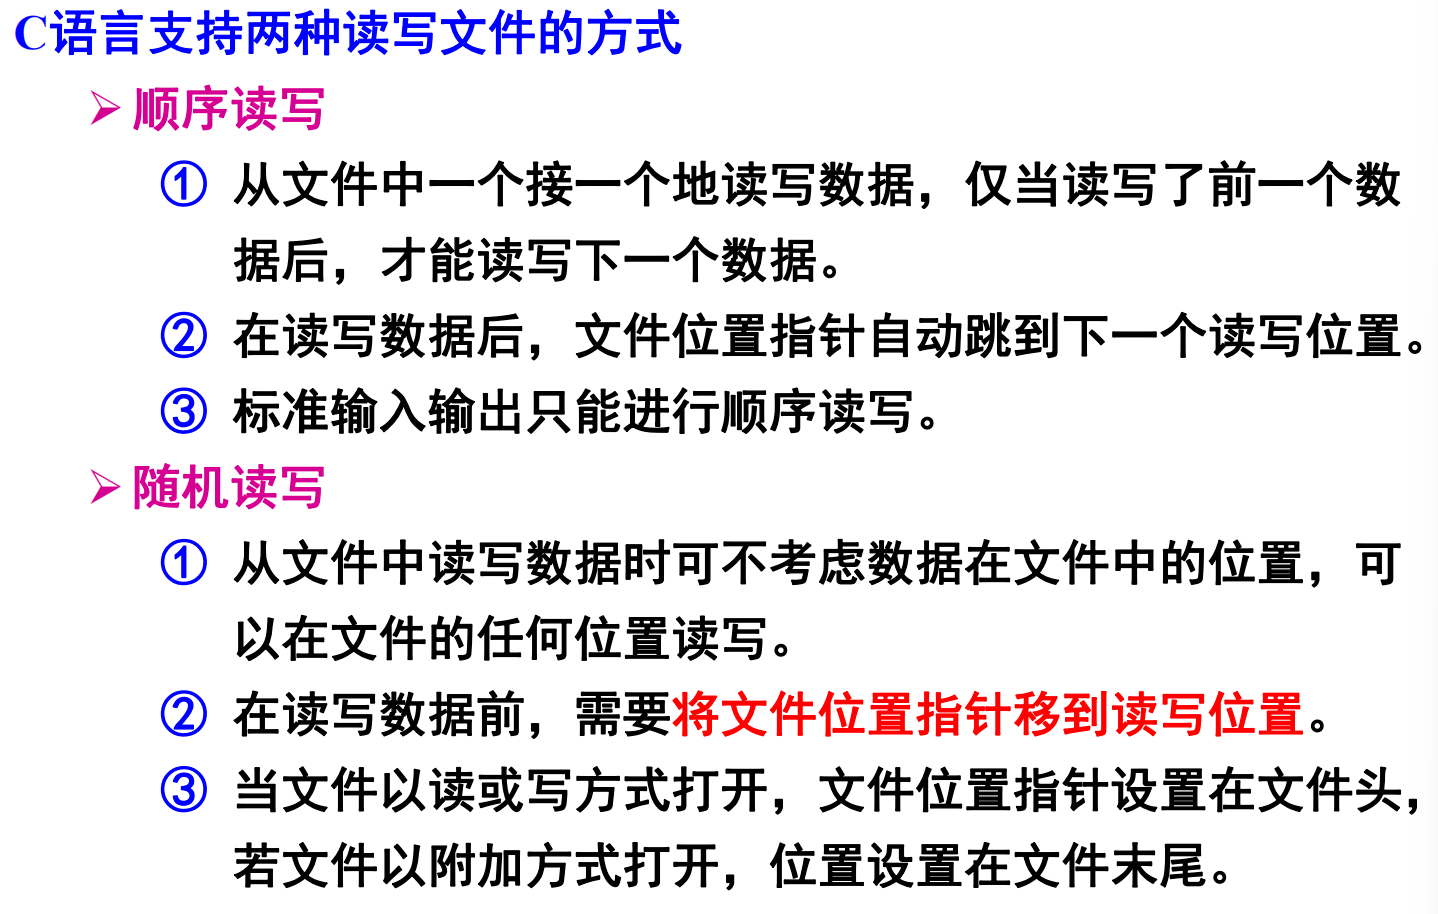 C语言支持两种读写文件的方式
➢ 顺序读写
① 从文件中一个接一个地读写数据，仅当读写了前一个数
据后，才能读写下一个数据。
② 在读写数据后，文件位置指针自动跳到下一个读写位置。
③ 标准输入输出只能进行顺序读写。
➢ 随机读写
① 从文件中读写数据时可不考虑数据在文件中的位置，可
以在文件的任何位置读写。
② 在读写数据前，需要将文件位置指针移到读写位置。
③ 当文件以读或写方式打开，文件位置指针设置在文件头，
若文件以附加方式打开，位置设置在文件末尾。